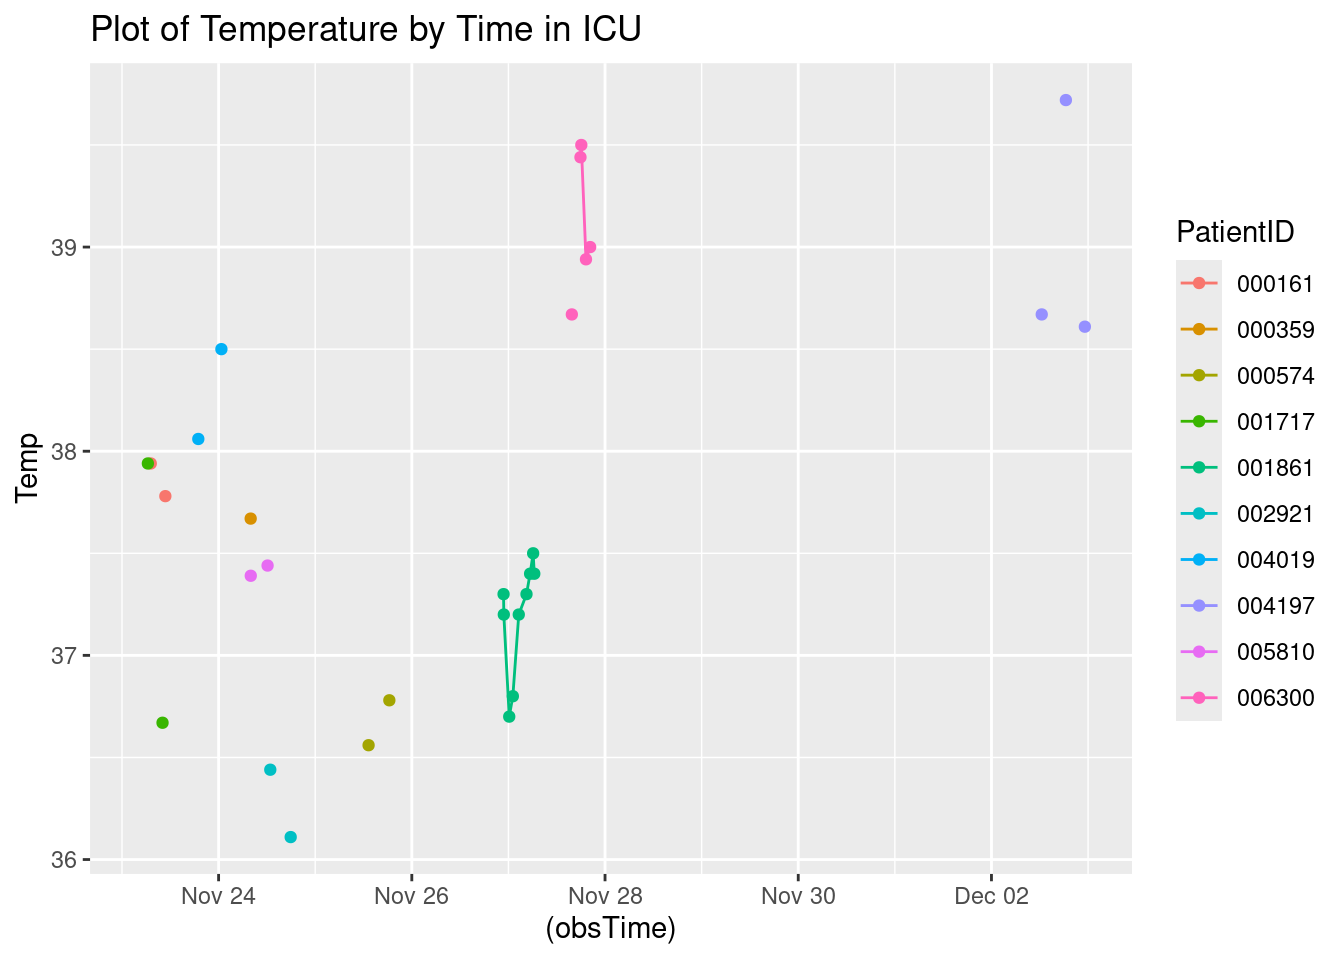 Plot of Temperature by Time in ICU
Temp
39
38
37
36
Nov 24
Nov 26
Nov 28
Nov 30
Dec 02
(obsTime)
PatientID
000161
000359
000574
001717
001861
002921
004019
004197
005810
006300